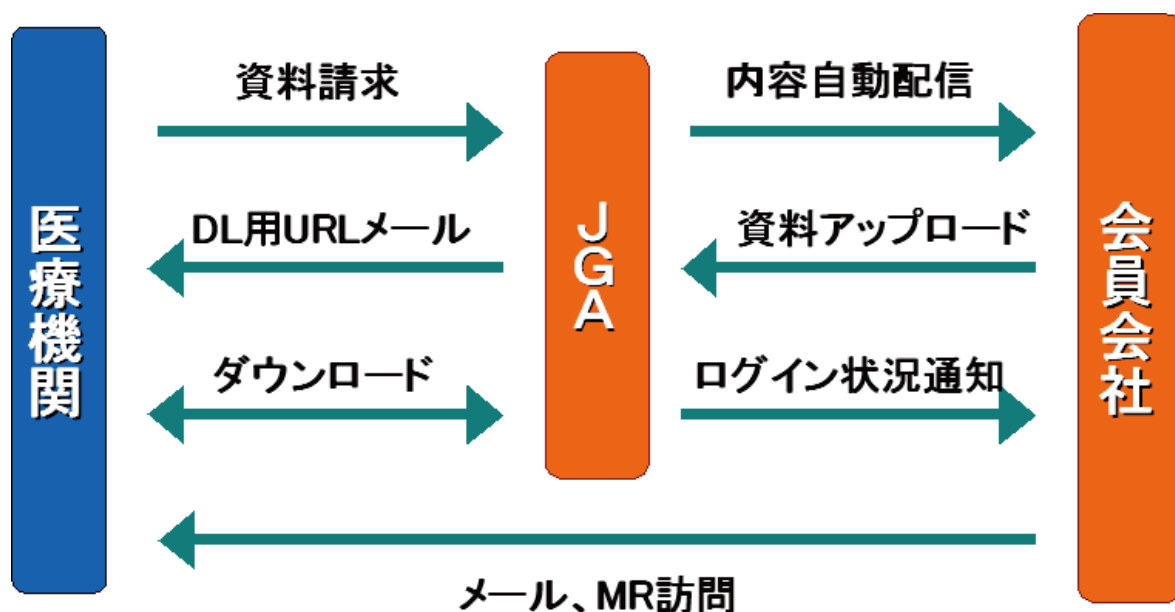 資料請求
内容自動配信
医療機関
DL用URLメール
JGA
資料アップロード
会員会社
ダウンロード
ログイン状況通知
メール、MR訪問